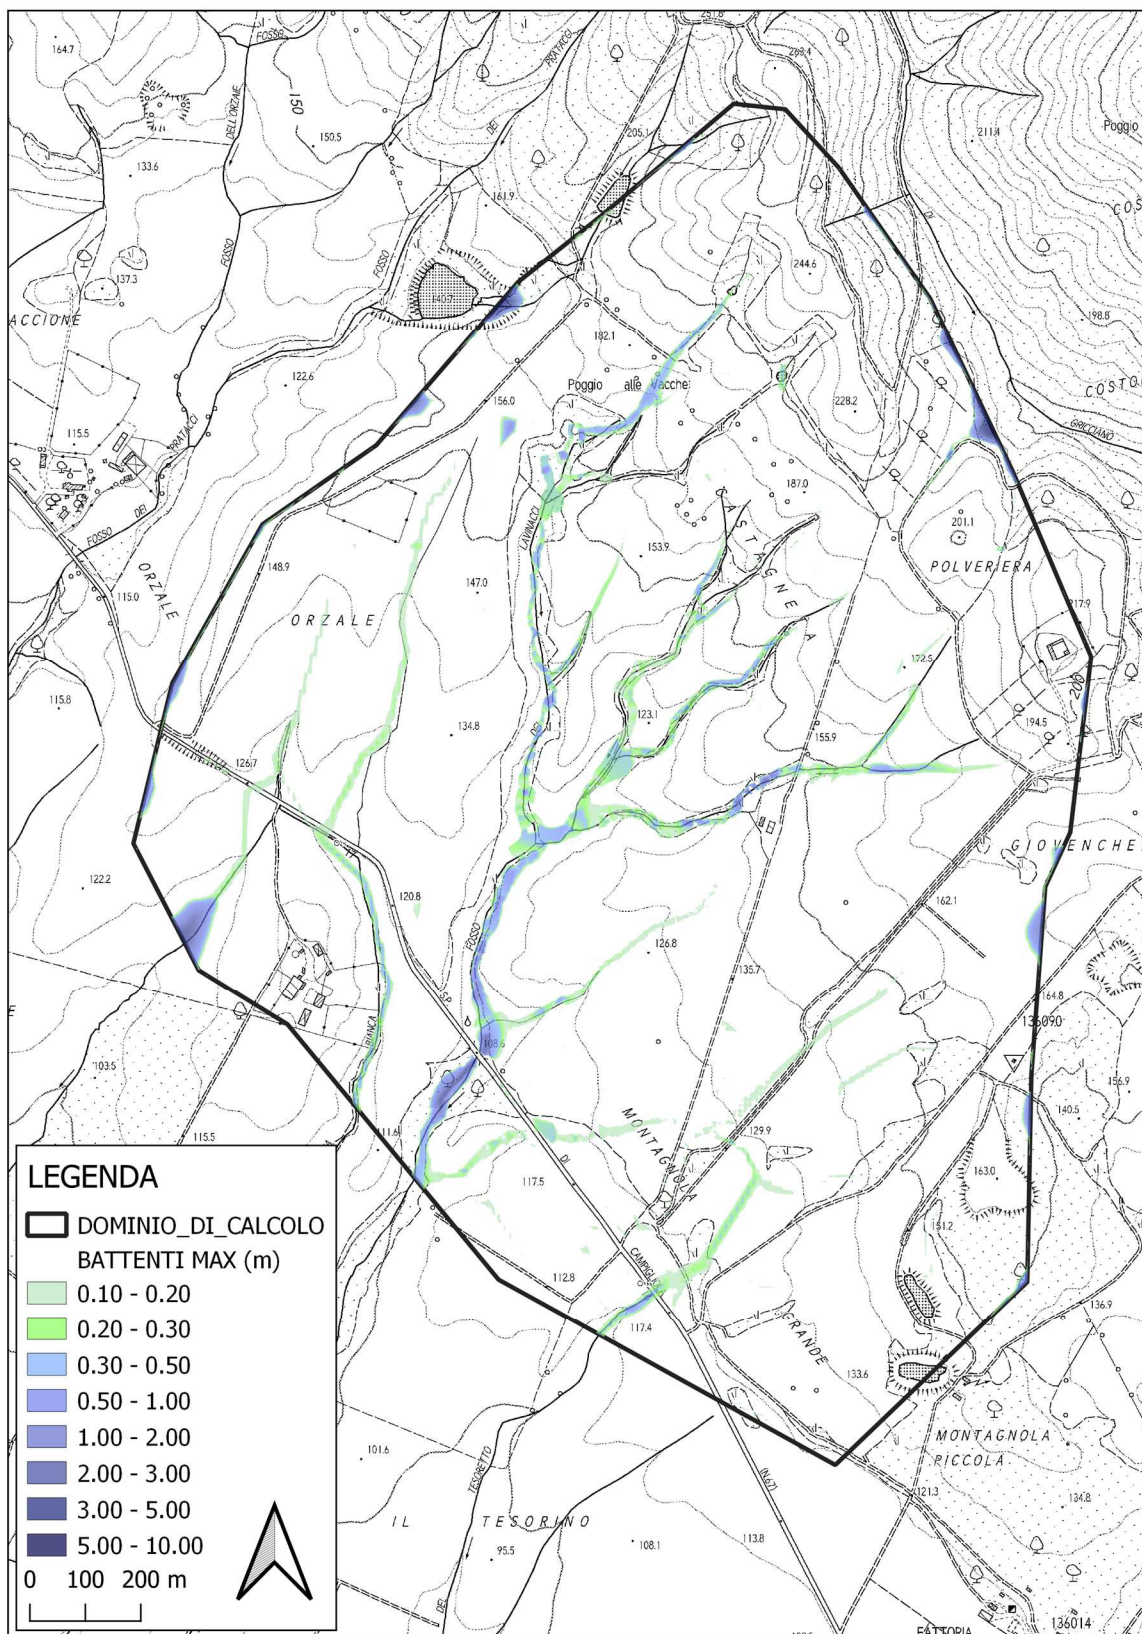 251.6
263.4
164.7
FOSSO
PRATACCI
DEI
DELL'ORZALE
150
150.5
205.1
211.4
Poggio
133.6
161.9
COS
FOSSO
FOSSO
244.6
137.3
140.7
198.8
ACCIONE
182.1
122.6
Poggio alle Vacche
COSTO
156.0
228.2
GRICCIANO
115.5
PRATACCI
187.0
LAVINACCI
CASTAGNETA
201.1
DEI
FOSSO
153.9
POLVERIERA
148.9
115.0
ORZALE
147.0
217.9
ORZALE
172.5
200
115.8
123.1
134.8
194.5
155.9
126.7
GIOVENCHE
122.2
120.8
162.1
FOSSO
126.8
135.7
SP
164.8
E
136090
BIANCA
108.6
103.5
156.9
MONTAGNOLA
140.5
115.5
111.6
129.9
DI
163.0
117.5
151.2
CAMPIGLIA
112.8
117.4
136.9
GRANDE
133.6
MONTAGNOLA
PICCOLA
101.6
TESORETTO
(N.67)
121.3
134.8
IL TESORINO
113.8
108.1
95.5
DEL
136014
FATTORIA
LEGENDA
DOMINIO_DI_CALCOLO
BATTENTI MAX (m)
0.10 - 0.20
0.20 - 0.30
0.30 - 0.50
0.50 - 1.00
1.00 - 2.00
2.00 - 3.00
3.00 - 5.00
5.00 - 10.00
0 100 200 m